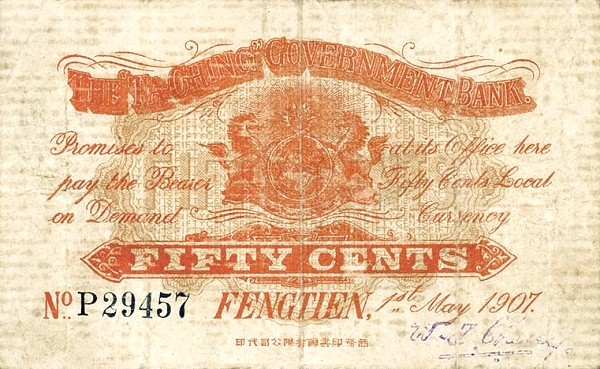 THE "TA-CHING" GOVERNMENT BANK.
Promises to at its Office here
pay the Bearer Fifty Cents Local
on Demand Currency
FIFTY CENTS
No. P29457 FENGTIEN, 1st May 1907.